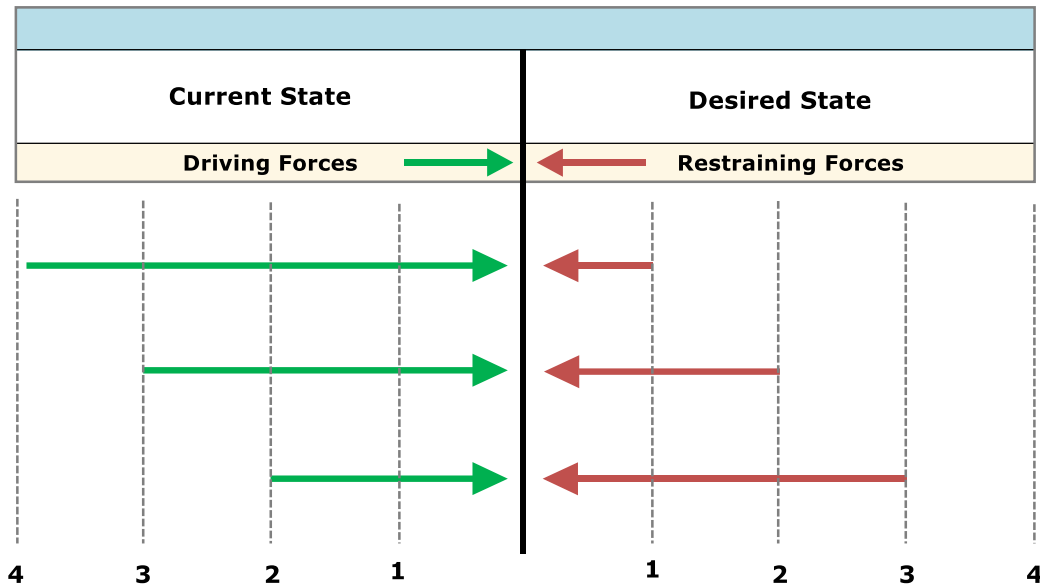 Current State
Desired State
Driving Forces
Restraining Forces
4 3 2 1 1 2 3 4